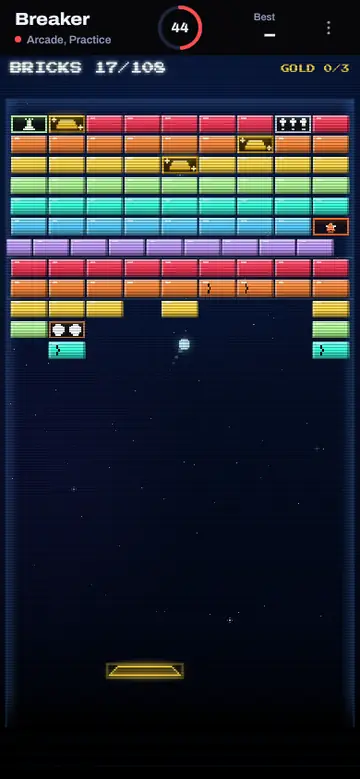 Breaker
Arcade, Practice
44
Best
–
BRICKS 17/108
GOLD 0/3